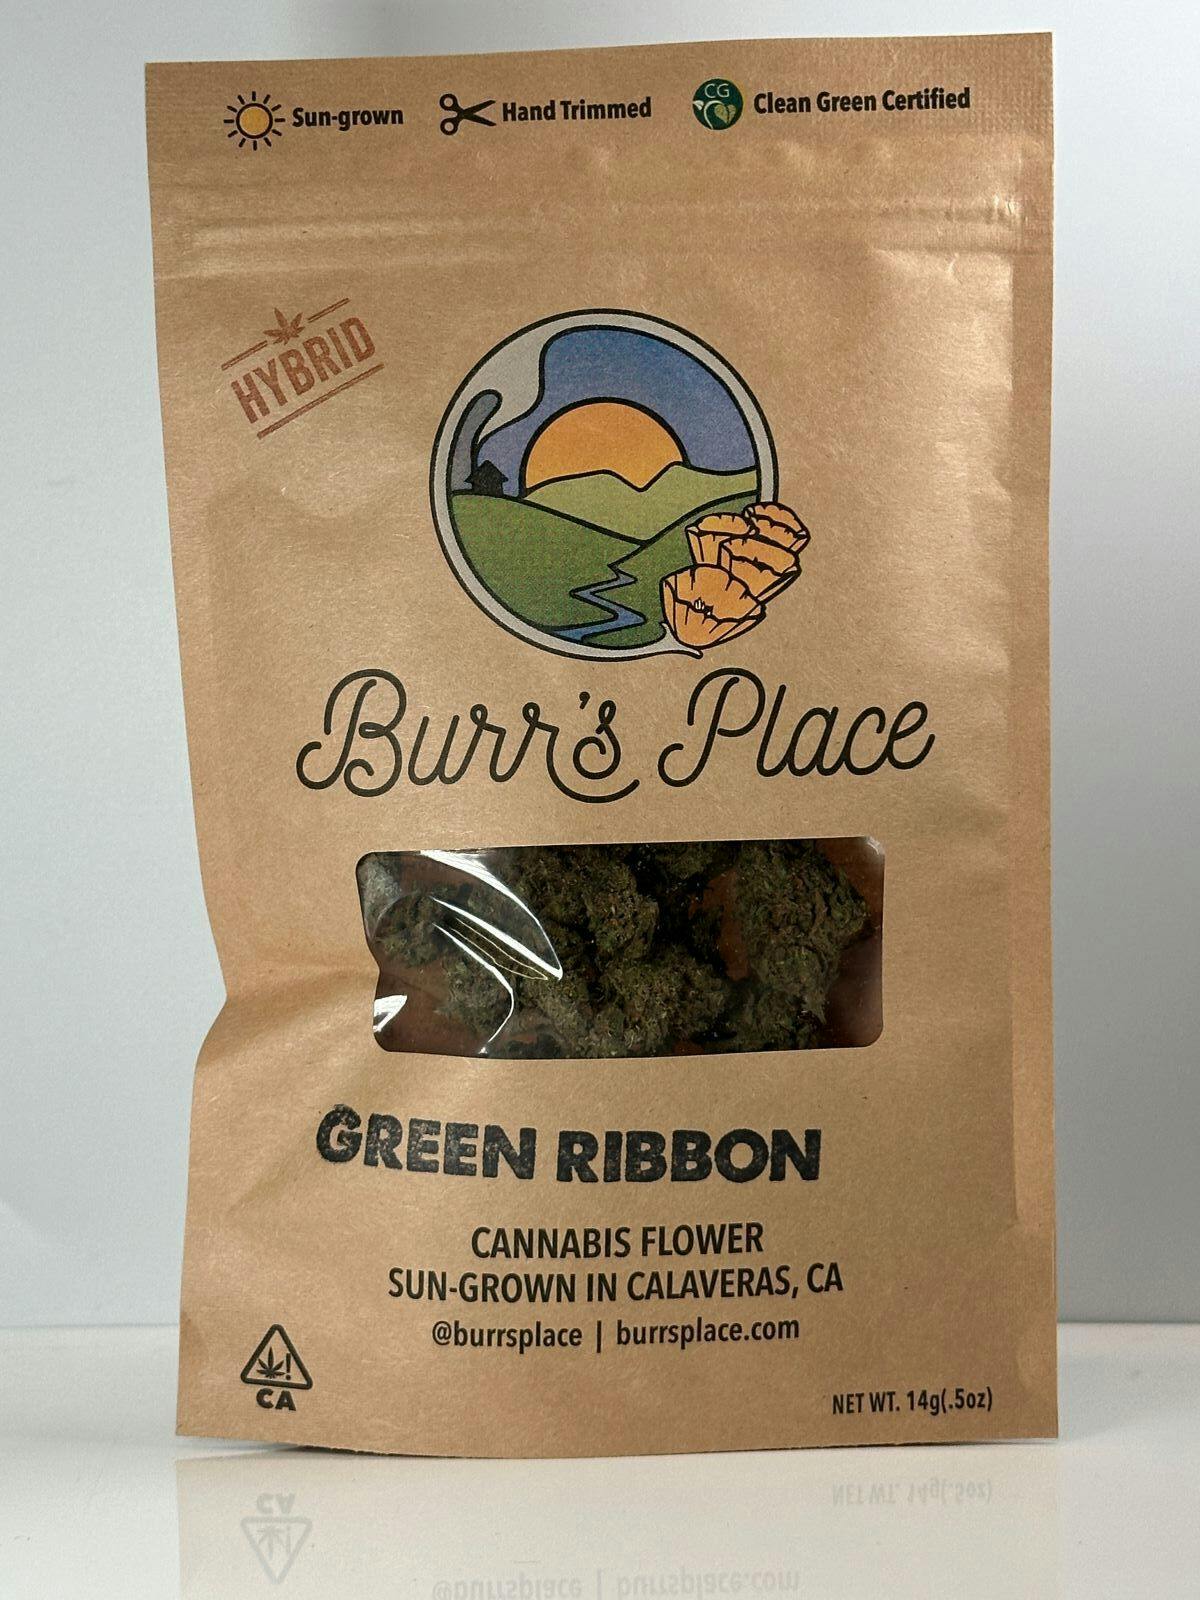 Sun-grown Hand Trimmed CG Clean Green Certified
HYBRID
Burr's Place
GREEN RIBBON
CANNABIS FLOWER
SUN-GROWN IN CALAVERAS, CA
@burrsplace | burrsplace.com
! CA
NET WT. 14g(.5oz)